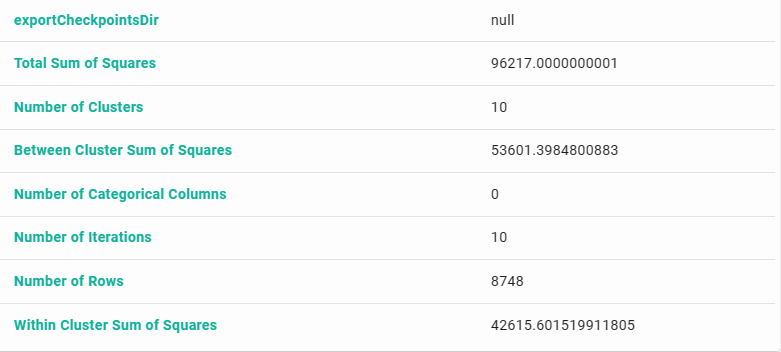 exportCheckpointsDir null
Total Sum of Squares 96217.0000000001
Number of Clusters 10
Between Cluster Sum of Squares 53601.3984800883
Number of Categorical Columns 0
Number of Iterations 10
Number of Rows 8748
Within Cluster Sum of Squares 42615.601519911805